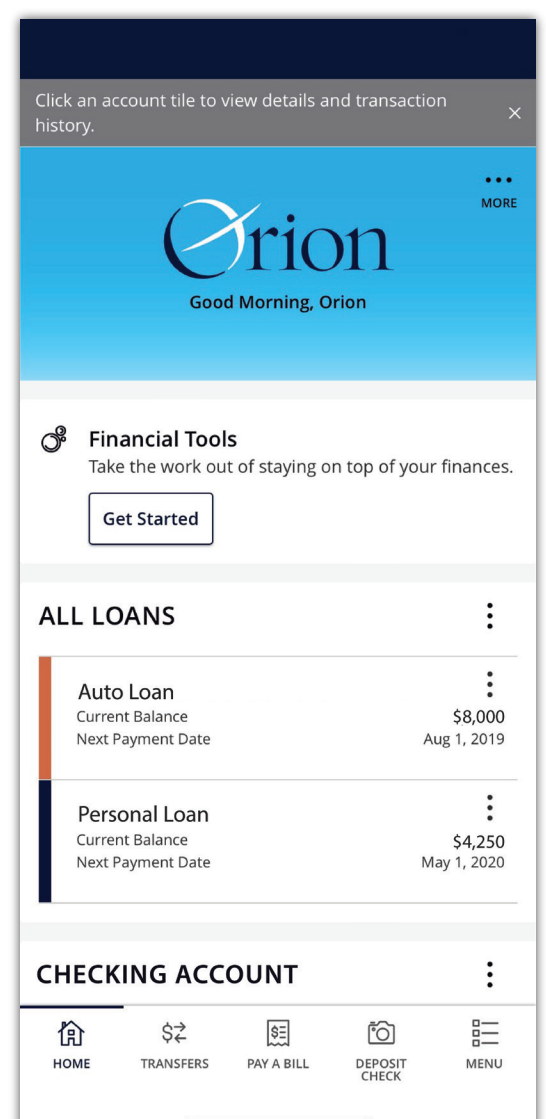 Click an account tile to view details and transaction
history.
×
MORE
Orion
Good Morning, Orion
Financial Tools
Take the work out of staying on top of your finances.
Get Started
ALL LOANS
Auto Loan
Current Balance $8,000
Next Payment Date Aug 1, 2019
Personal Loan
Current Balance $4,250
Next Payment Date May 1, 2020
CHECKING ACCOUNT
HOME TRANSFERS PAY A BILL DEPOSIT CHECK MENU